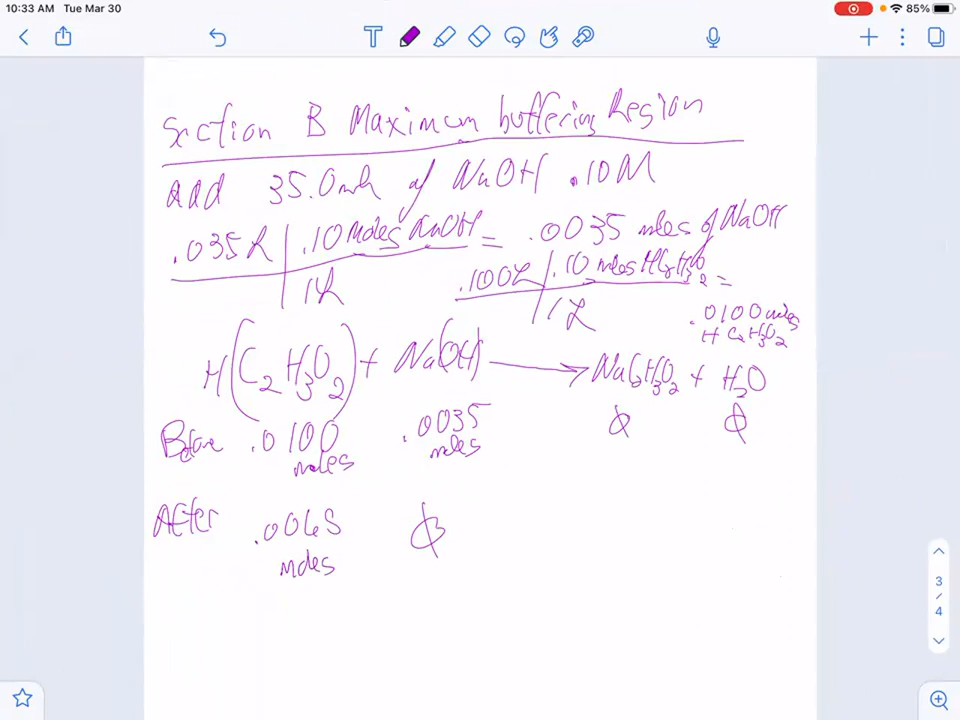 10:33 AM Tue Mar 30
85%
Section B Maximum buffering Region
Add 35.0mL of NaOH .10M
.035L | .10 moles NaOH = .0035 moles of NaOH
1L
.100L | .10 moles HC2H3O2 =
1L
.0100 moles
HC2H3O2
H(C2H3O2) + Na(OH) → NaC2H3O2 + H2O
Before .0100 moles .0035 moles ϕ ϕ
After .0065 moles ϕ
3
/
4